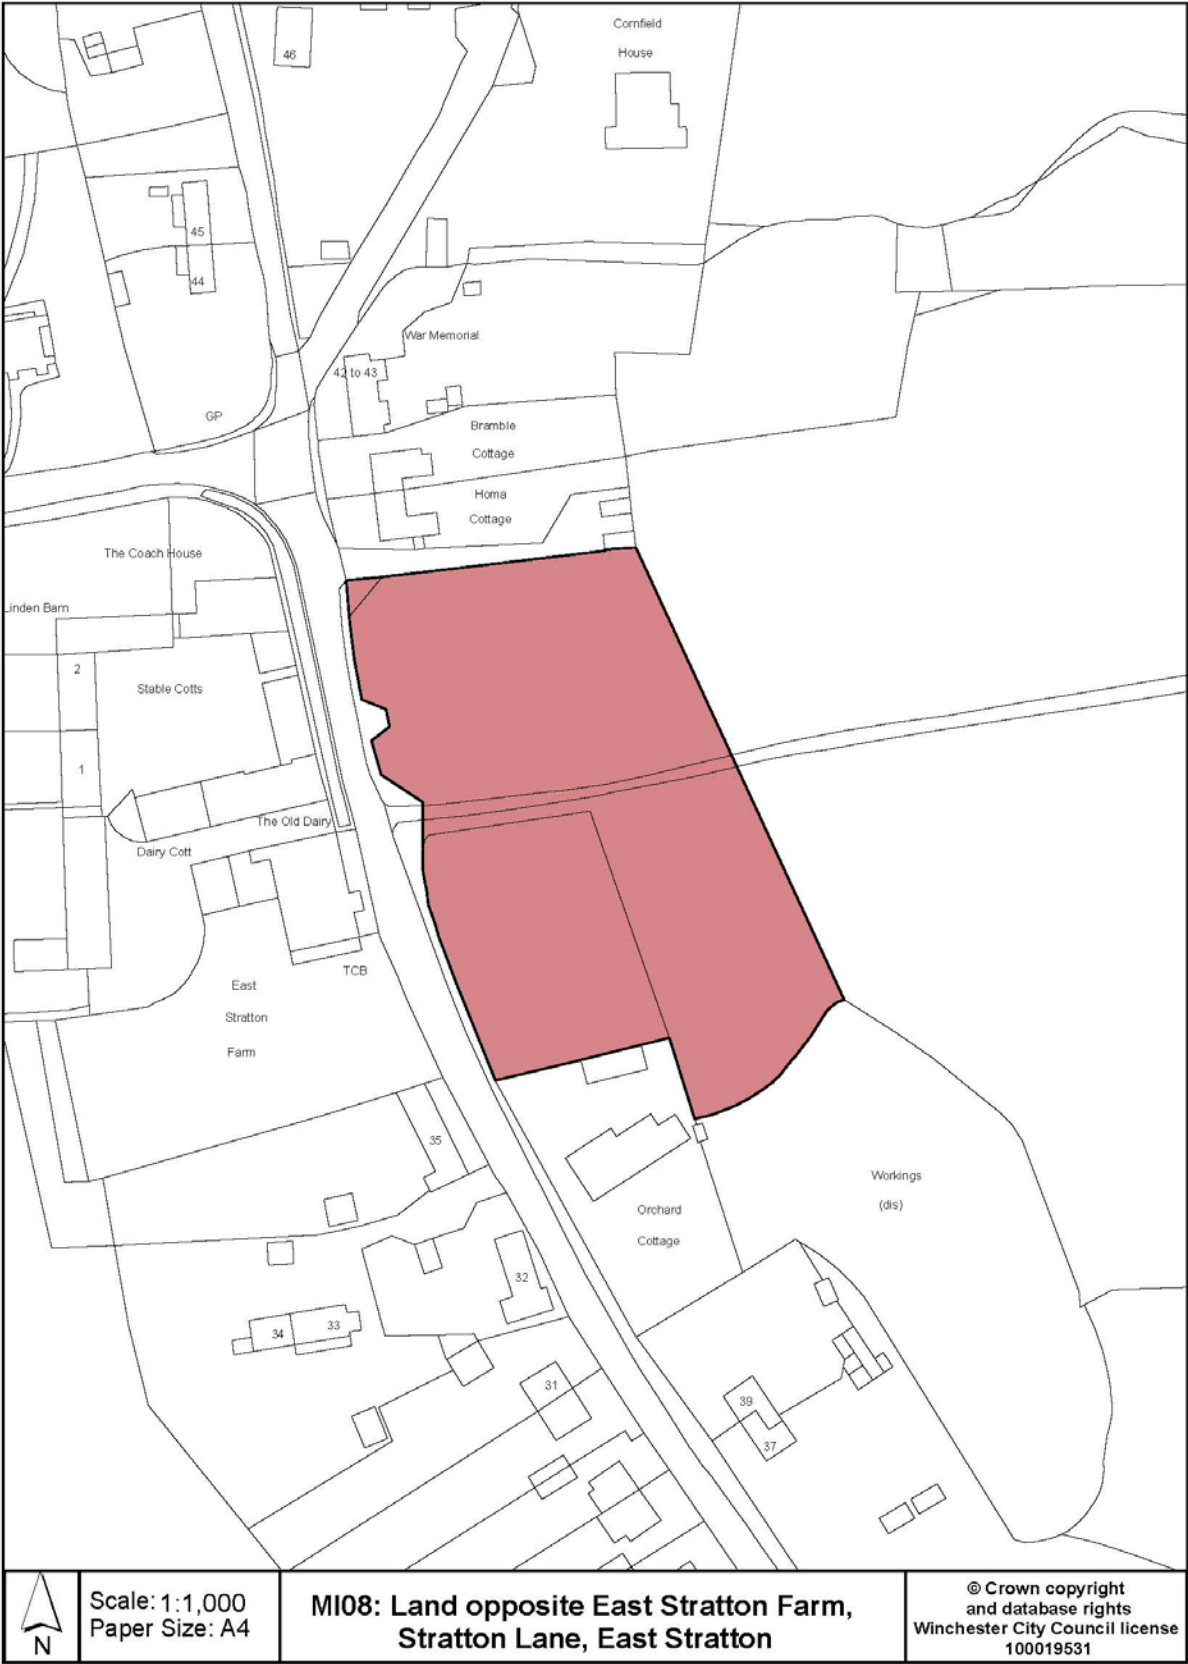 Cornfield
House
46
45
44
War Memorial
42 to 43
GP
Bramble
Cottage
Homa
Cottage
The Coach House
Linden Barn
2
Stable Cotts
1
The Old Dairy
Dairy Cott
TCB
East
Stratton
Farm
35
Workings
(dis)
Orchard
Cottage
32
34
33
31
39
37
N
Scale: 1:1,000
Paper Size: A4
MI08: Land opposite East Stratton Farm,
Stratton Lane, East Stratton
© Crown copyright
and database rights
Winchester City Council license
100019531